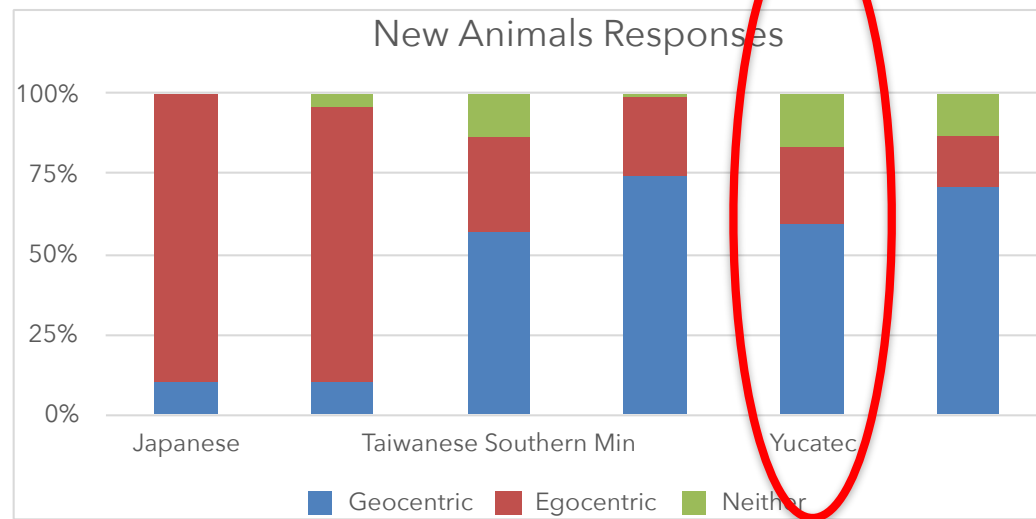 New Animals Responses
100%
75%
50%
25%
0%
Japanese Taiwanese Southern Min Yucatec
Geocentric Egocentric Neither